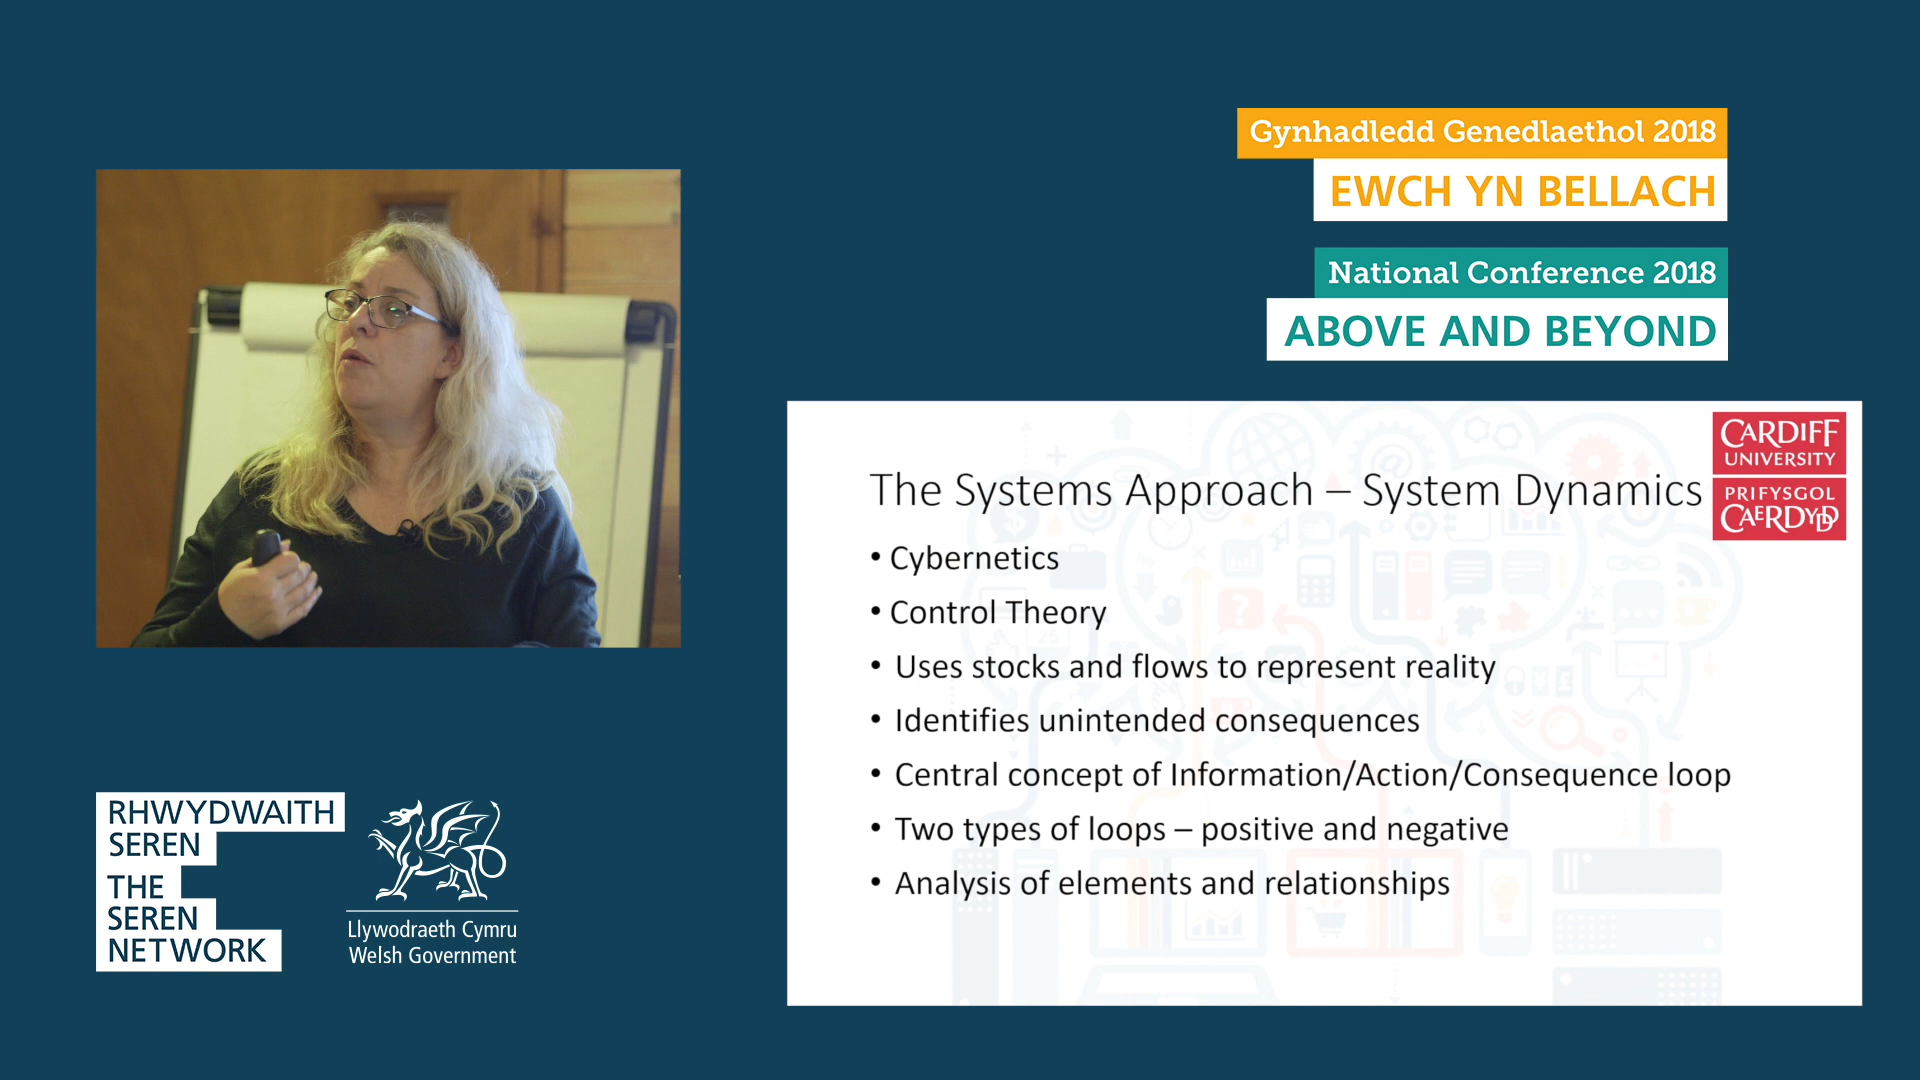 Gynhadledd Genedlaethol 2018
EWCH YN BELLACH
National Conference 2018
ABOVE AND BEYOND
CARDIFF
UNIVERSITY
PRIFYSGOL
CAERDYDD
The Systems Approach – System Dynamics
• Cybernetics
• Control Theory
• Uses stocks and flows to represent reality
• Identifies unintended consequences
• Central concept of Information/Action/Consequence loop
• Two types of loops – positive and negative
• Analysis of elements and relationships
RHWYDWAITH
SEREN
THE
SEREN
NETWORK
Llywodraeth Cymru
Welsh Government